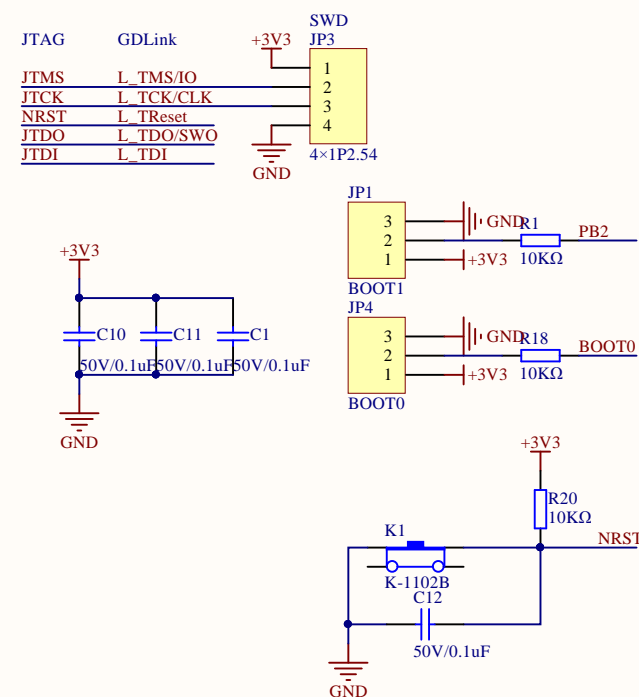 SWD
JTAG GDLink +3V3 JP3
JTMS L_TMS/IO 1
2
JTCK L_TCK/CLK 3
NRST L_TReset 4
JTDO L_TDO/SWO
JTDI L_TDI 4×1P2.54
GND
JP1
3 GND R1 PB2
2
1 +3V3 10KΩ
BOOT1
+3V3
JP4
C10 C11 C1
3 GND R18 BOOT0
2
50V/0.1uF 50V/0.1uF 50V/0.1uF
1 +3V3 10KΩ
BOOT0
GND
+3V3
R20
10KΩ
K1 NRST
K-1102B
C12
50V/0.1uF
GND